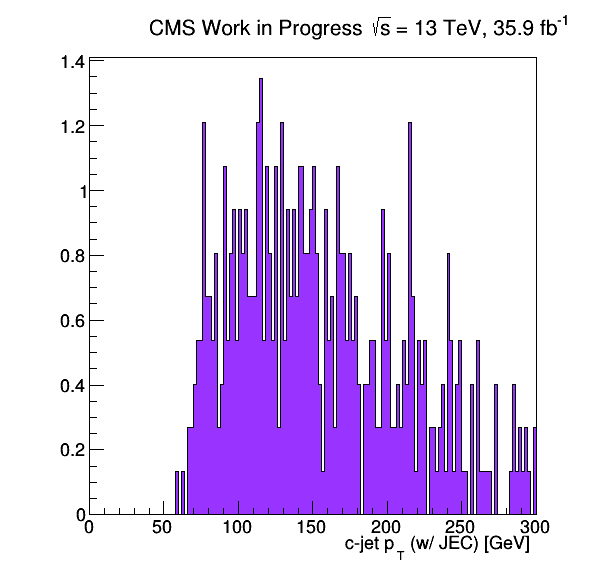 CMS Work in Progress √s = 13 TeV, 35.9 fb⁻¹
1.4
1.2
1
0.8
0.6
0.4
0.2
0
0 50 100 150 200 250 300
c-jet p_T (w/ JEC) [GeV]